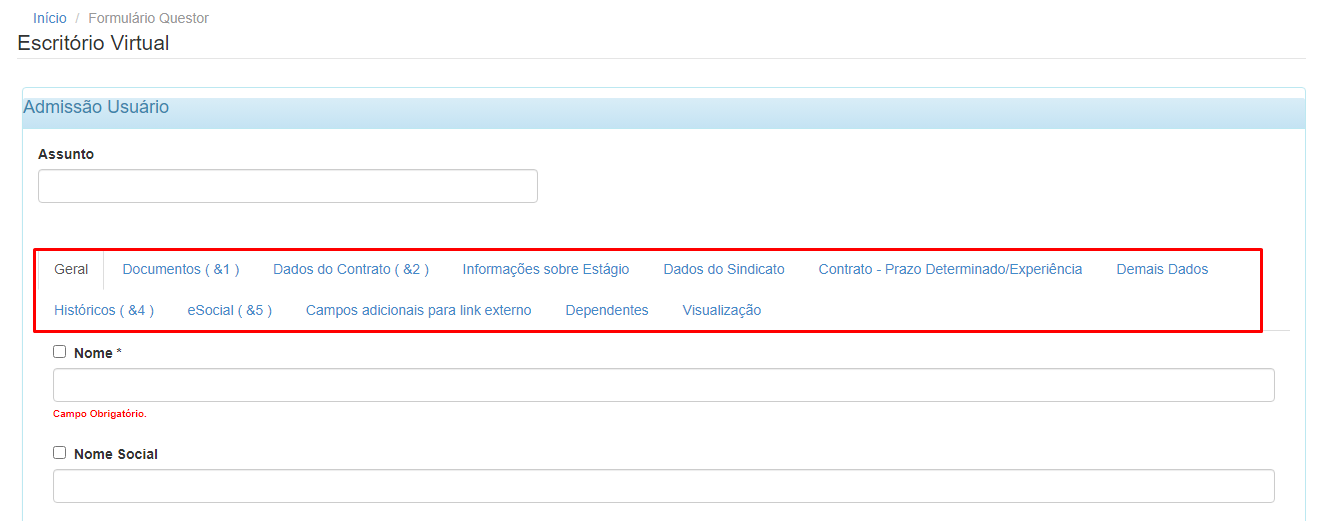 Início / Formulário Questor
Escritório Virtual
Admissão Usuário
Assunto
Geral Documentos ( &1 ) Dados do Contrato ( &2 ) Informações sobre Estágio Dados do Sindicato Contrato - Prazo Determinado/Experiência Demais Dados
Históricos ( &4 ) eSocial ( &5 ) Campos adicionais para link externo Dependentes Visualização
Nome *
Campo Obrigatório.
Nome Social